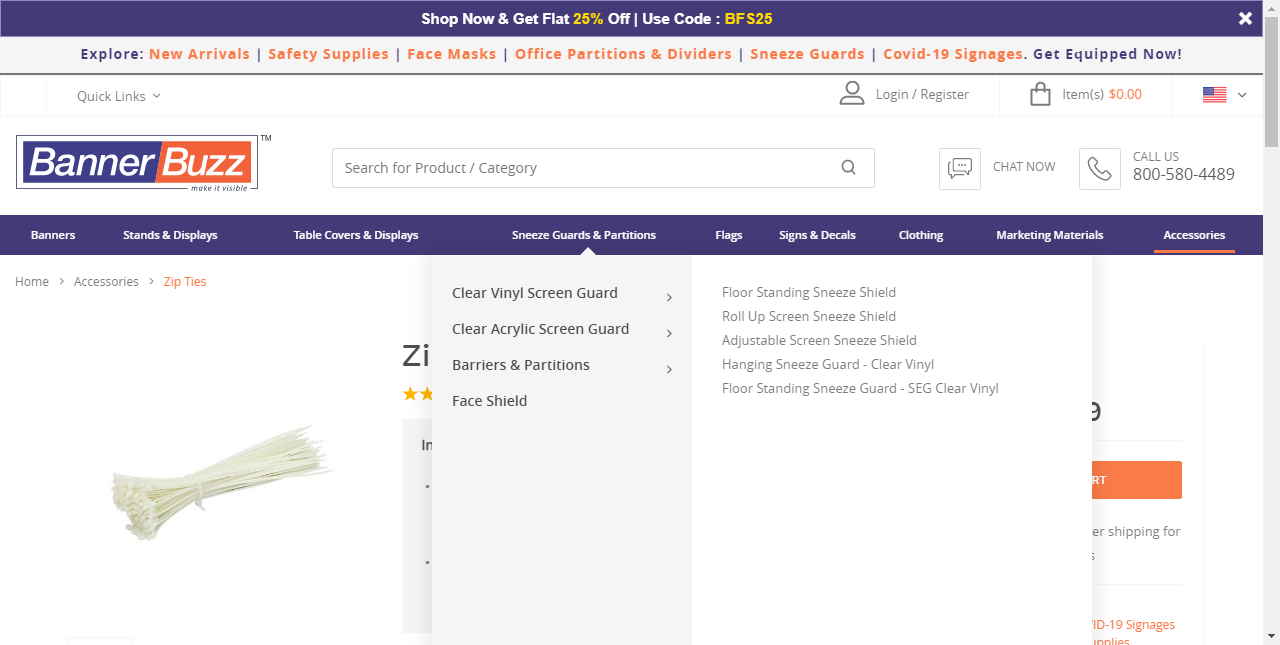 Shop Now & Get Flat 25% Off | Use Code : BFS25
Explore: New Arrivals | Safety Supplies | Face Masks | Office Partitions & Dividers | Sneeze Guards | Covid-19 Signages. Get Equipped Now!
Quick Links
Login / Register
Item(s) $0.00
Banner Buzz TM
make it visible
Search for Product / Category
CHAT NOW
CALL US
800-580-4489
Banners Stands & Displays Table Covers & Displays Sneeze Guards & Partitions Flags Signs & Decals Clothing Marketing Materials Accessories
Home > Accessories > Zip Ties
Clear Vinyl Screen Guard
Clear Acrylic Screen Guard
Barriers & Partitions
Face Shield
Floor Standing Sneeze Shield
Roll Up Screen Sneeze Shield
Adjustable Screen Sneeze Shield
Hanging Sneeze Guard - Clear Vinyl
Floor Standing Sneeze Guard - SEG Clear Vinyl
Zi
In
9
RT
er shipping for
s
ID-19 Signages
upplies